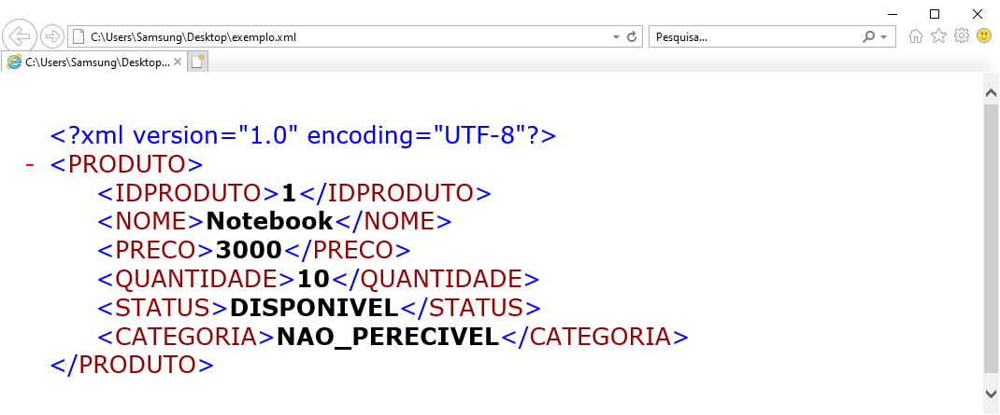 C:\Users\Samsung\Desktop\exemplo.xml
Pesquisa...
C:\Users\Samsung\Desktop...
<?xml version="1.0" encoding="UTF-8"?>
- <PRODUTO>
<IDPRODUTO>1</IDPRODUTO>
<NOME>Notebook</NOME>
<PRECO>3000</PRECO>
<QUANTIDADE>10</QUANTIDADE>
<STATUS>DISPONIVEL</STATUS>
<CATEGORIA>NAO_PERECIVEL</CATEGORIA>
</PRODUTO>